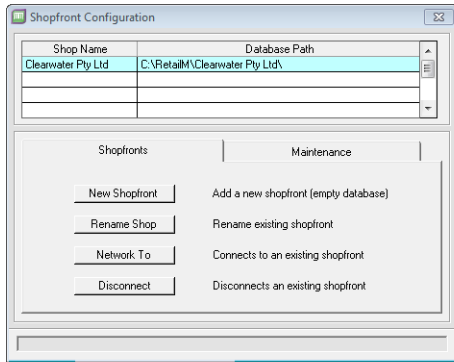 Shopfront Configuration
Shop Name Database Path
Clearwater Pty Ltd C:\RetailM\Clearwater Pty Ltd\
Shopfronts Maintenance
New Shopfront Add a new shopfront (empty database)
Rename Shop Rename existing shopfront
Network To Connects to an existing shopfront
Disconnect Disconnects an existing shopfront